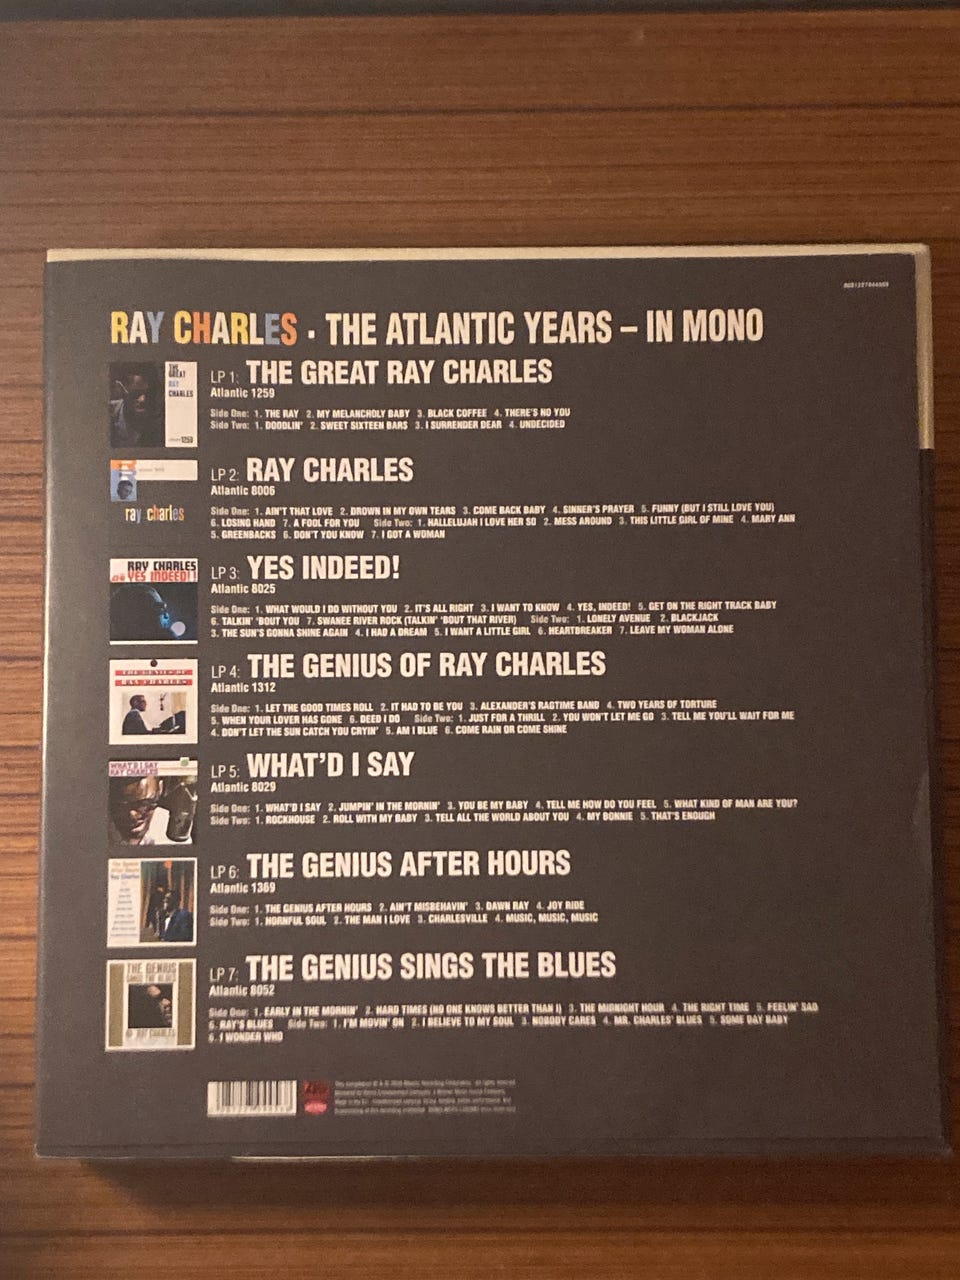 RAY CHARLES · THE ATLANTIC YEARS – IN MONO
THE GREAT RAY CHARLES
LP 1: THE GREAT RAY CHARLES
Atlantic 1259
Side One: 1. THE RAY 2. MY MELANCHOLY BABY 3. BLACK COFFEE 4. THERE'S NO YOU
Side Two: 1. DOODLIN' 2. SWEET SIXTEEN BARS 3. I SURRENDER DEAR 4. UNDECIDED
ray charles
LP 2: RAY CHARLES
Atlantic 8006
Side One: 1. AIN'T THAT LOVE 2. DROWN IN MY OWN TEARS 3. COME BACK BABY 4. SINNER'S PRAYER 5. FUNNY (BUT I STILL LOVE YOU)
6. LOSING HAND 7. A FOOL FOR YOU Side Two: 1. HALLELUJAH I LOVE HER SO 2. MESS AROUND 3. THIS LITTLE GIRL OF MINE 4. MARY ANN
5. GREENBACKS 6. DON'T YOU KNOW 7. I GOT A WOMAN
RAY CHARLES
YES INDEED!!
LP 3: YES INDEED!
Atlantic 8025
Side One: 1. WHAT WOULD I DO WITHOUT YOU 2. IT'S ALL RIGHT 3. I WANT TO KNOW 4. YES, INDEED! 5. GET ON THE RIGHT TRACK BABY
6. TALKIN' 'BOUT YOU 7. SWANEE RIVER ROCK (TALKIN' 'BOUT THAT RIVER) Side Two: 1. LONELY AVENUE 2. BLACKJACK
3. THE SUN'S GONNA SHINE AGAIN 4. I HAD A DREAM 5. I WANT A LITTLE GIRL 6. HEARTBREAKER 7. LEAVE MY WOMAN ALONE
THE GENIUS OF
RAY CHARLES
LP 4: THE GENIUS OF RAY CHARLES
Atlantic 1312
Side One: 1. LET THE GOOD TIMES ROLL 2. IT HAD TO BE YOU 3. ALEXANDER'S RAGTIME BAND 4. TWO YEARS OF TORTURE
5. WHEN YOUR LOVER HAS GONE 6. DEED I DO Side Two: 1. JUST FOR A THRILL 2. YOU WON'T LET ME GO 3. TELL ME YOU'LL WAIT FOR ME
4. DON'T LET THE SUN CATCH YOU CRYIN' 5. AM I BLUE 6. COME RAIN OR COME SHINE
WHAT'D I SAY
RAY CHARLES
LP 5: WHAT'D I SAY
Atlantic 8029
Side One: 1. WHAT'D I SAY 2. JUMPIN' IN THE MORNIN' 3. YOU BE MY BABY 4. TELL ME HOW DO YOU FEEL 5. WHAT KIND OF MAN ARE YOU?
Side Two: 1. ROCKHOUSE 2. ROLL WITH MY BABY 3. TELL ALL THE WORLD ABOUT YOU 4. MY BONNIE 5. THAT'S ENOUGH
The Genius
After Hours
Ray Charles
LP 6: THE GENIUS AFTER HOURS
Atlantic 1369
Side One: 1. THE GENIUS AFTER HOURS 2. AIN'T MISBEHAVIN' 3. DAWN RAY 4. JOY RIDE
Side Two: 1. HORNFUL SOUL 2. THE MAN I LOVE 3. CHARLESVILLE 4. MUSIC, MUSIC, MUSIC
THE GENIUS
SINGS THE BLUES
RAY CHARLES
LP 7: THE GENIUS SINGS THE BLUES
Atlantic 8052
Side One: 1. EARLY IN THE MORNIN' 2. HARD TIMES (NO ONE KNOWS BETTER THAN I) 3. THE MIDNIGHT HOUR 4. THE RIGHT TIME 5. FEELIN' SAD
6. RAY'S BLUES Side Two: 1. I'M MOVIN' ON 2. I BELIEVE TO MY SOUL 3. NOBODY CARES 4. MR. CHARLES' BLUES 5. SOME DAY BABY
6. I WONDER WHO